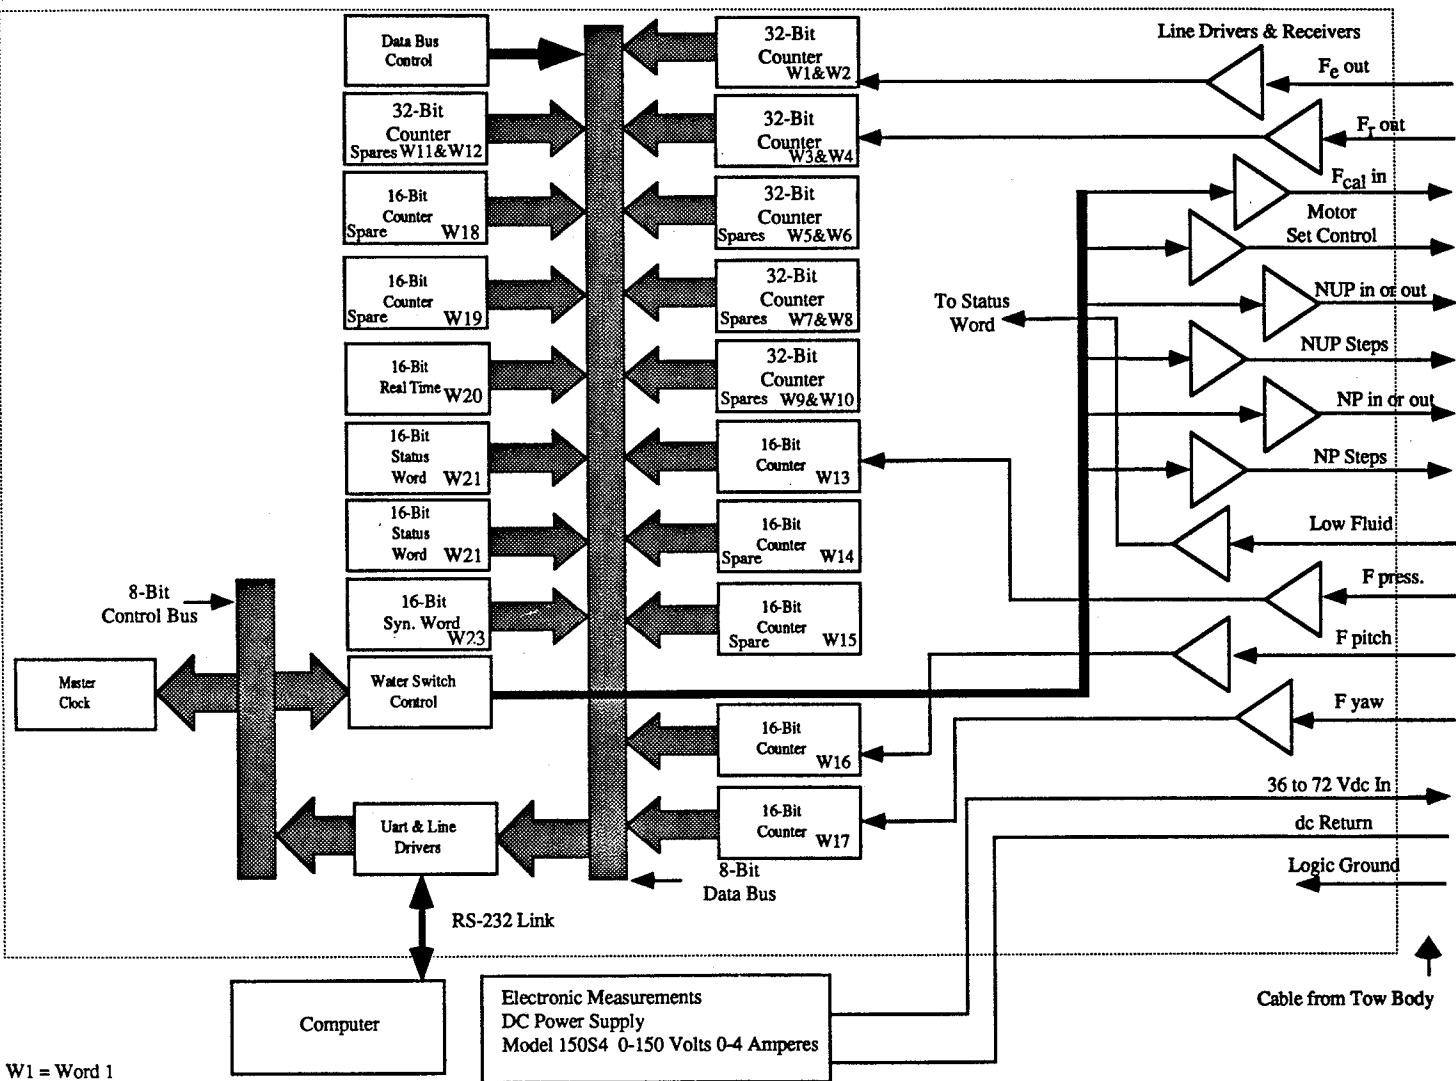 Data Bus
Control
32-Bit
Counter
Spares W11&W12
16-Bit
Counter
Spare W18
16-Bit
Counter
Spare W19
16-Bit
Real Time W20
16-Bit
Status
Word W21
16-Bit
Status
Word W21
16-Bit
Syn. Word
W23
Water Switch
Control
8-Bit
Control Bus
Master
Clock
Uart & Line
Drivers
RS-232 Link
Computer
32-Bit
Counter
W1&W2
32-Bit
Counter
W3&W4
32-Bit
Counter
Spares W5&W6
32-Bit
Counter
Spares W7&W8
32-Bit
Counter
Spares W9&W10
16-Bit
Counter
W13
16-Bit
Counter
Spare W14
16-Bit
Counter
Spare W15
16-Bit
Counter
W16
16-Bit
Counter
W17
8-Bit
Data Bus
To Status
Word
Line Drivers & Receivers
Fe out
Fr out
Fcal in
Motor
Set Control
NUP in or out
NUP Steps
NP in or out
NP Steps
Low Fluid
F press.
F pitch
F yaw
36 to 72 Vdc In
dc Return
Logic Ground
Cable from Tow Body
Electronic Measurements
DC Power Supply
Model 150S4 0-150 Volts 0-4 Amperes
W1 = Word 1